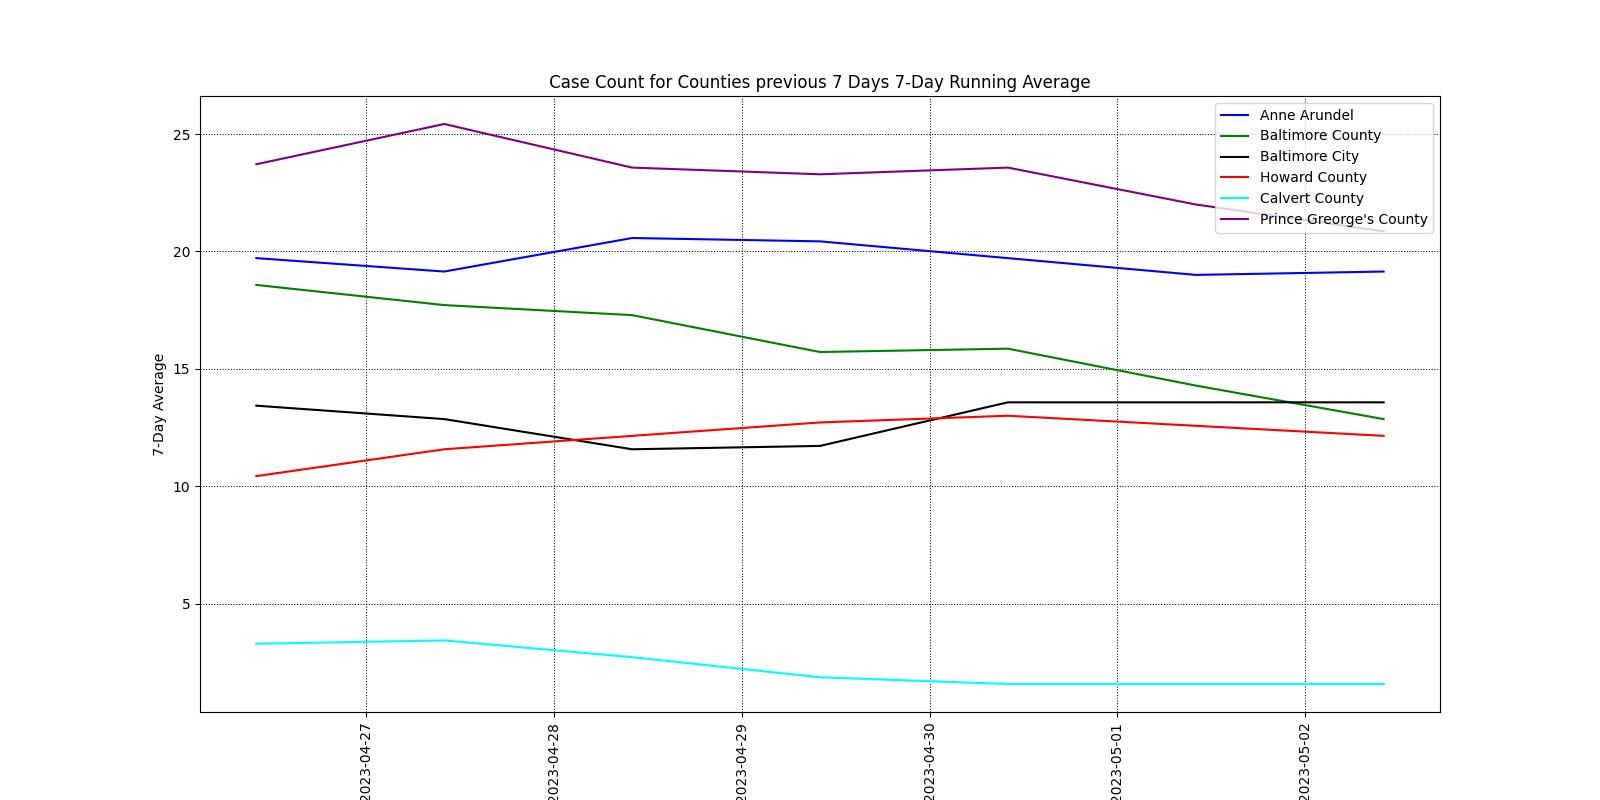 Case Count for Counties previous 7 Days 7-Day Running Average
Anne Arundel
Baltimore County
Baltimore City
Howard County
Calvert County
Prince Greorge's County
7-Day Average
25
20
15
10
5
2023-04-27
2023-04-28
2023-04-29
2023-04-30
2023-05-01
2023-05-02